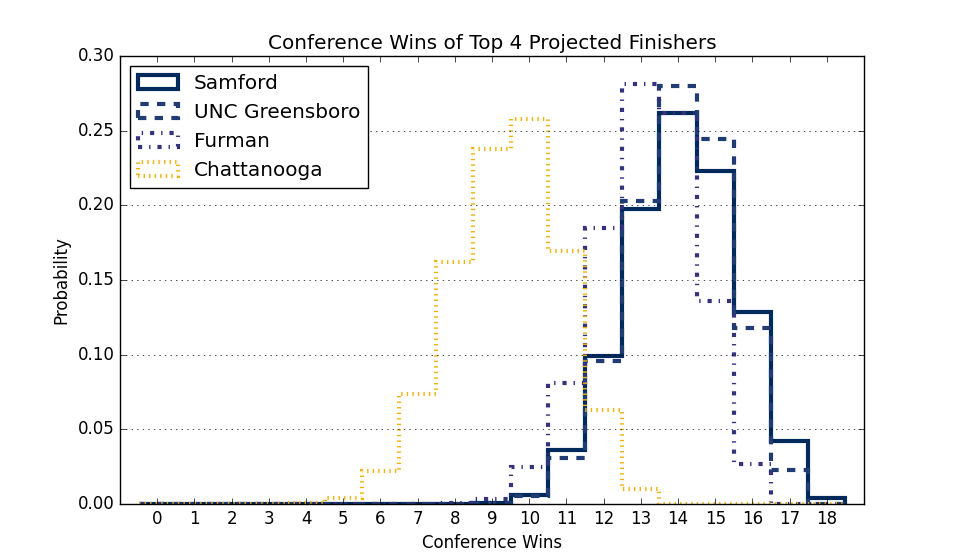 Conference Wins of Top 4 Projected Finishers
0.30
0.25
0.20
0.15
0.10
0.05
0.00
Probability
Samford
UNC Greensboro
Furman
Chattanooga
0 1 2 3 4 5 6 7 8 9 10 11 12 13 14 15 16 17 18
Conference Wins